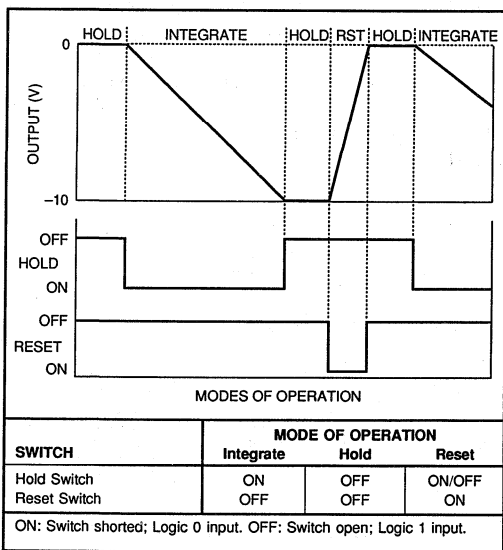 HOLD INTEGRATE HOLD RST HOLD INTEGRATE
0
OUTPUT (V)
–10
OFF
HOLD
ON
OFF
RESET
ON
MODES OF OPERATION
MODE OF OPERATION
SWITCH Integrate Hold Reset
Hold Switch ON OFF ON/OFF
Reset Switch OFF OFF ON
ON: Switch shorted; Logic 0 input. OFF: Switch open; Logic 1 input.